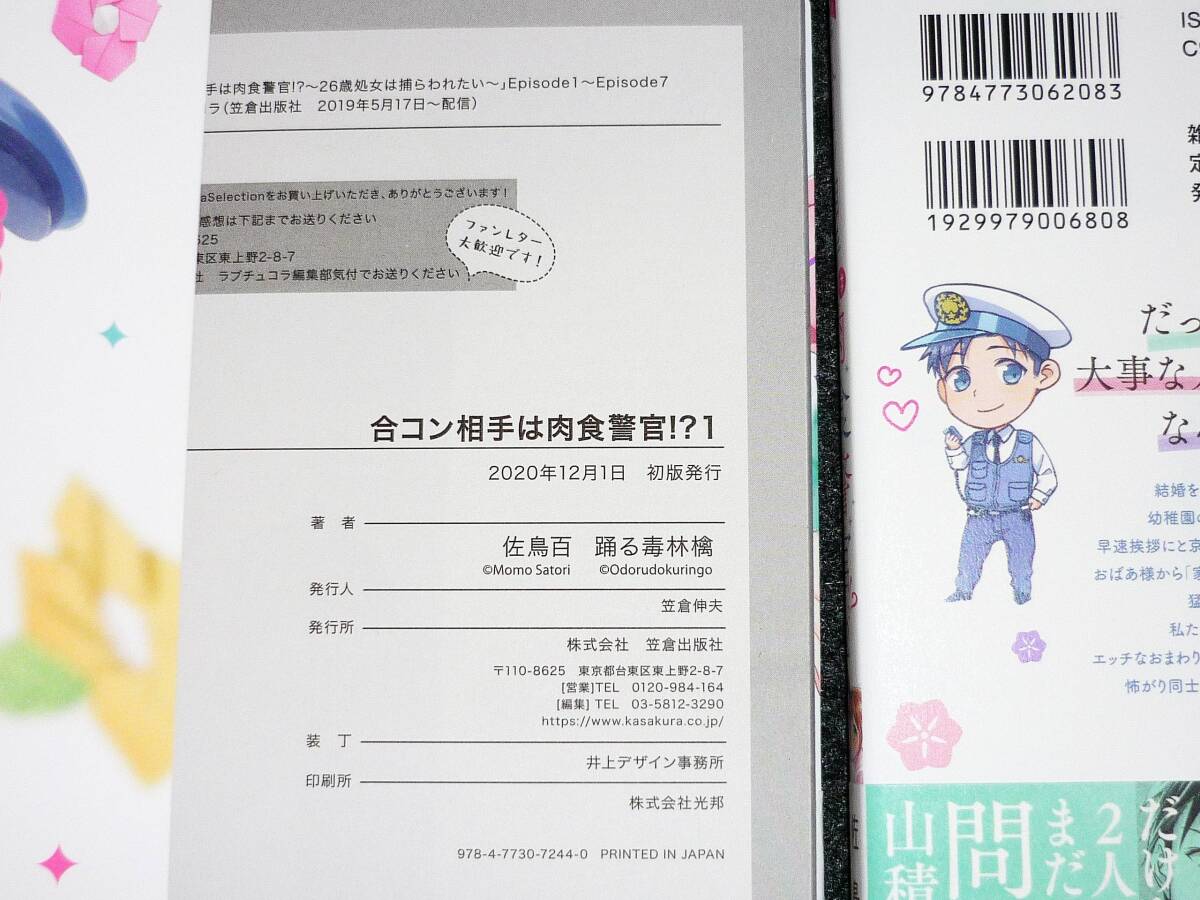 手は肉食警官!?~26歳処女は捕らわれたい~」Episode1~Episode7
ラ(笠倉出版社 2019年5月17日~配信)
aSelectionをお買い上げいただき、ありがとうございます!
感想は下記までお送りください
625
東区東上野2-8-7
社 ラブチュコラ編集部気付でお送りください
ファンレター
大歓迎です!
合コン相手は肉食警官!?1
2020年12月1日 初版発行
著 者
佐鳥百 踊る毒林檎
©Momo Satori ©Odorudokuringo
発行人
笠倉伸夫
発行所
株式会社 笠倉出版社
〒110-8625 東京都台東区東上野2-8-7
[営業]TEL 0120-984-164
[編集]TEL 03-5812-3290
https://www.kasakura.co.jp/
装 丁
井上デザイン事務所
印刷所
株式会社光邦
978-4-7730-7244-0 PRINTED IN JAPAN
IS
9784773062083
1929979006808
雑
定
発
だっ
大事な
な
結婚を
幼稚園の
早速挨拶にと京
おばあ様から「家
猛
私た
エッチなおまわり
怖がり同士
だけ
2人
まだ
問
山積